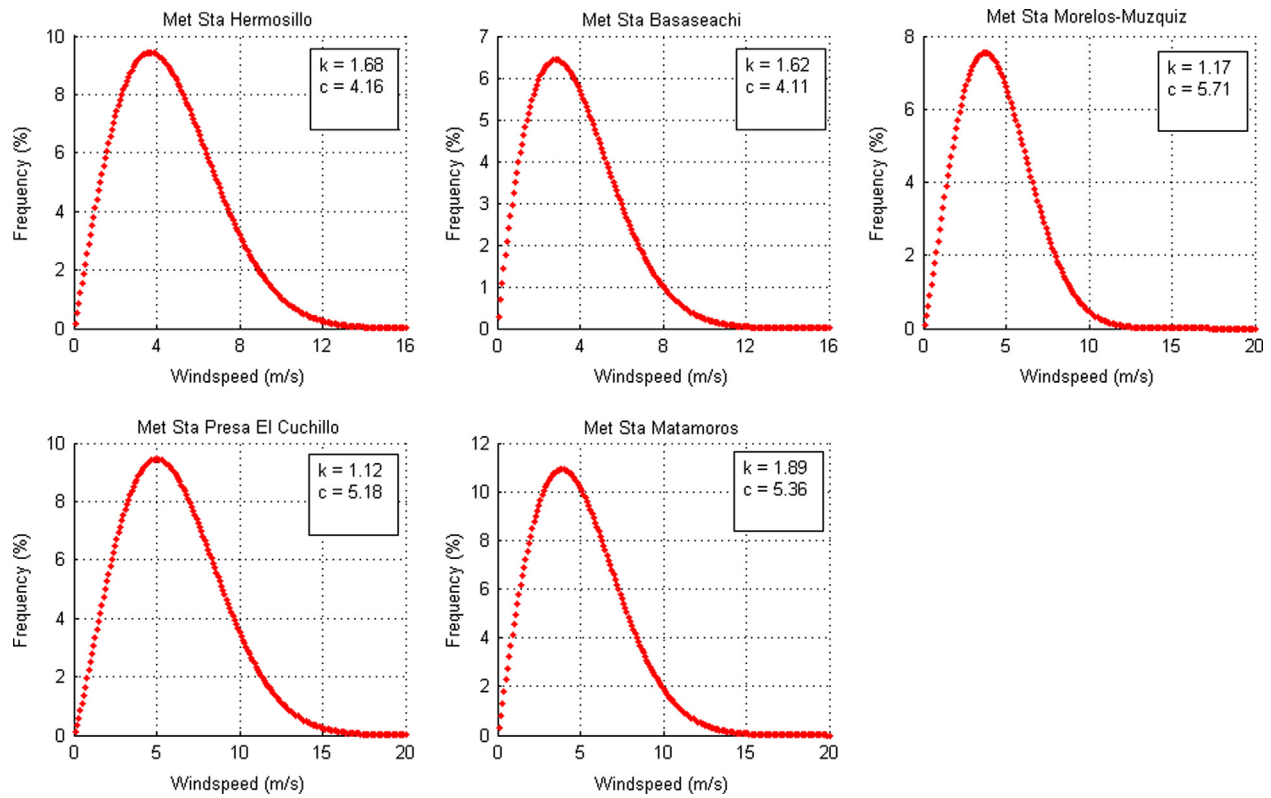 Met Sta Hermosillo
10
8
6
4
2
0
Frequency (%)
k = 1.68
c = 4.16
0 4 8 12 16
Windspeed (m/s)
Met Sta Basaseachi
7
6
5
4
3
2
1
0
Frequency (%)
k = 1.62
c = 4.11
0 4 8 12 16
Windspeed (m/s)
Met Sta Morelos-Muzquiz
8
6
4
2
0
Frequency (%)
k = 1.17
c = 5.71
0 5 10 15 20
Windspeed (m/s)
Met Sta Presa El Cuchillo
10
8
6
4
2
0
Frequency (%)
k = 1.12
c = 5.18
0 5 10 15 20
Windspeed (m/s)
Met Sta Matamoros
12
10
8
6
4
2
0
Frequency (%)
k = 1.89
c = 5.36
0 5 10 15 20
Windspeed (m/s)